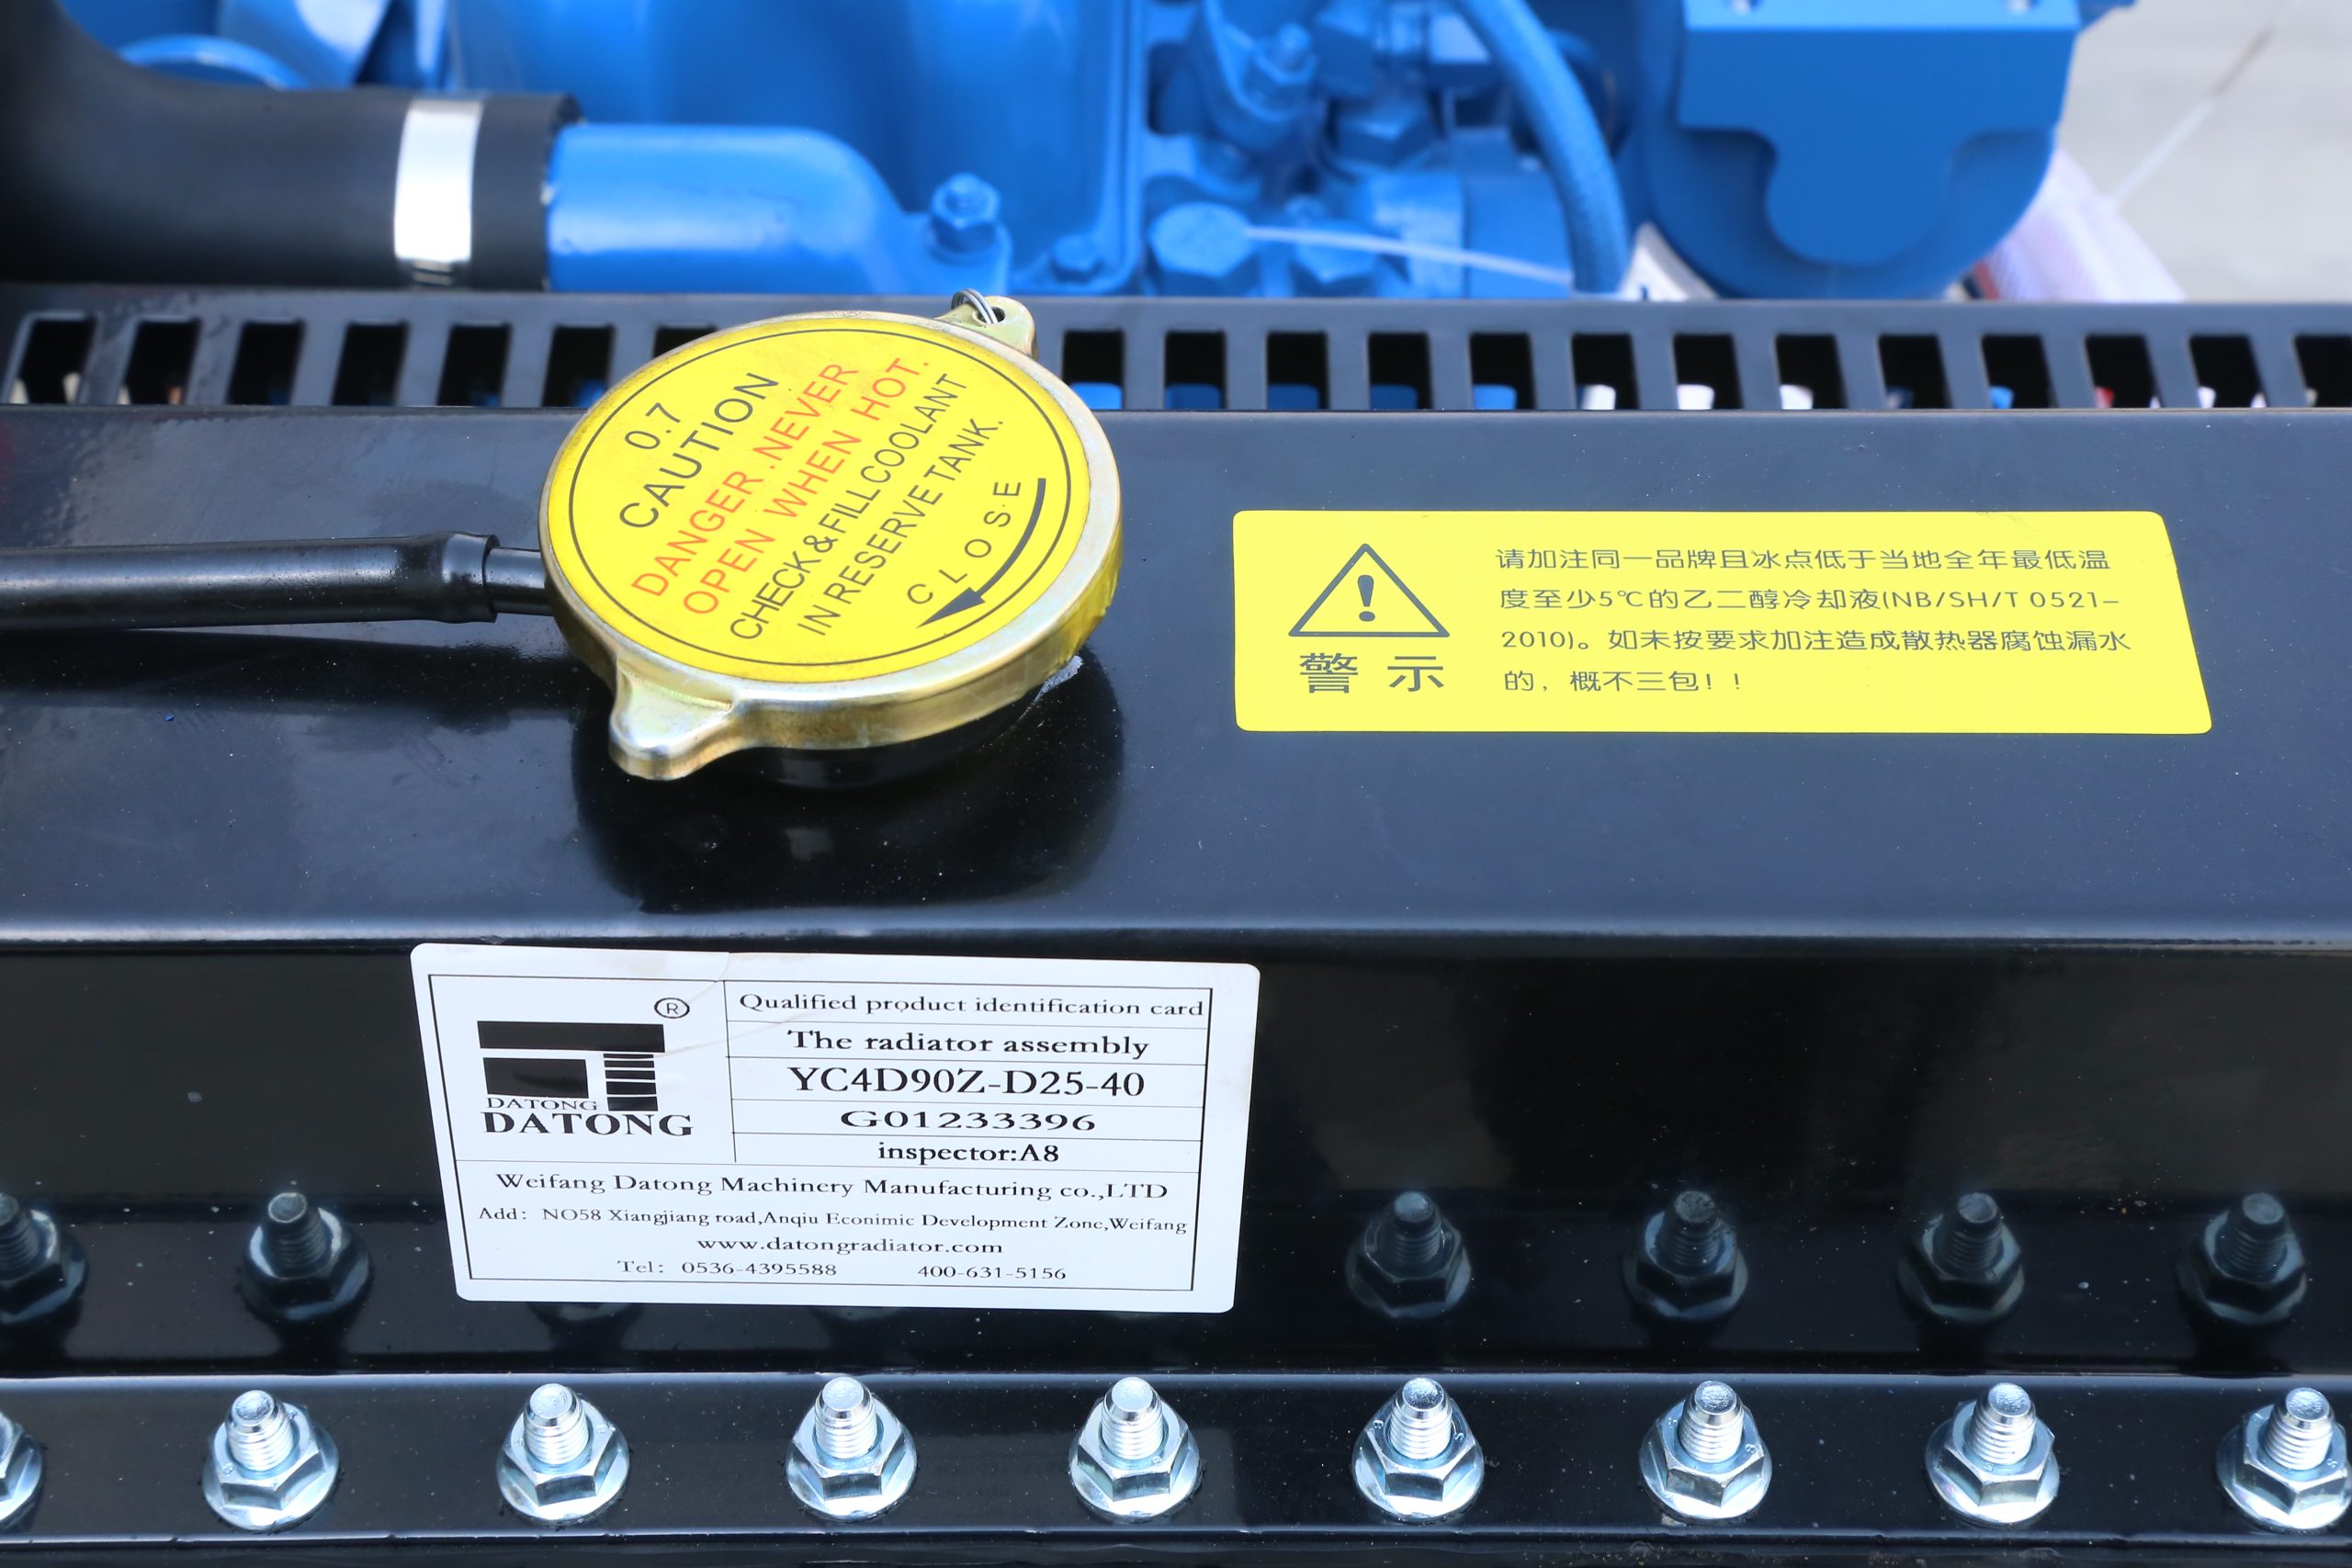 0.7
CAUTION
DANGER.NEVER
OPEN WHEN HOT.
CHECK&FILL COOLANT
IN RESERVE TANK.
CLOSE
警示
请加注同一品牌且冰点低于当地全年最低温
度至少5℃的乙二醇冷却液(NB/SH/T 0521-
2010)。如未按要求加注造成散热器腐蚀漏水
的，概不三包！！
®
DATONG
DATONG
Qualified product identification card
The radiator assembly
YC4D90Z-D25-40
G01233396
inspector:A8
Weifang Datong Machinery Manufacturing co.,LTD
Add: NO58 Xiangjiang road,Anqiu Econimic Development Zone,Weifang
www.datongradiator.com
Tel: 0536-4395588 400-631-5156